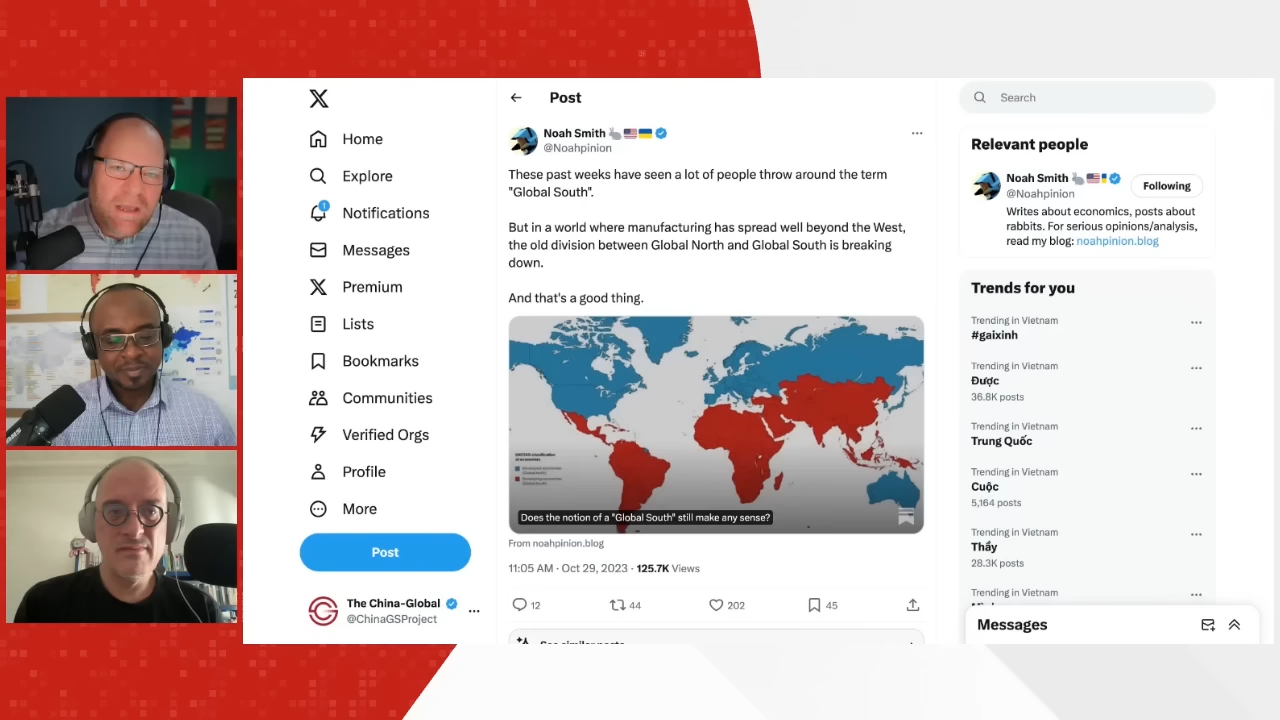 Home
Explore
1
Notifications
Messages
Premium
Lists
Bookmarks
Communities
Verified Orgs
Profile
More
Post
The China-Global
@ChinaGSProject
Post
Noah Smith
@Noahpinion
These past weeks have seen a lot of people throw around the term
"Global South".
But in a world where manufacturing has spread well beyond the West,
the old division between Global North and Global South is breaking
down.
And that's a good thing.
Does the notion of a "Global South" still make any sense?
From noahpinion.blog
11:05 AM · Oct 29, 2023 · 125.7K Views
12
44
202
45
Search
Relevant people
Noah Smith
@Noahpinion
Following
Writes about economics, posts about
rabbits. For serious opinions/analysis,
read my blog: noahpinion.blog
Trends for you
Trending in Vietnam
#gaixinh
Trending in Vietnam
Được
36.8K posts
Trending in Vietnam
Trung Quốc
Trending in Vietnam
Cuộc
5,164 posts
Trending in Vietnam
Thầy
28.3K posts
Trending in Vietnam
Messages